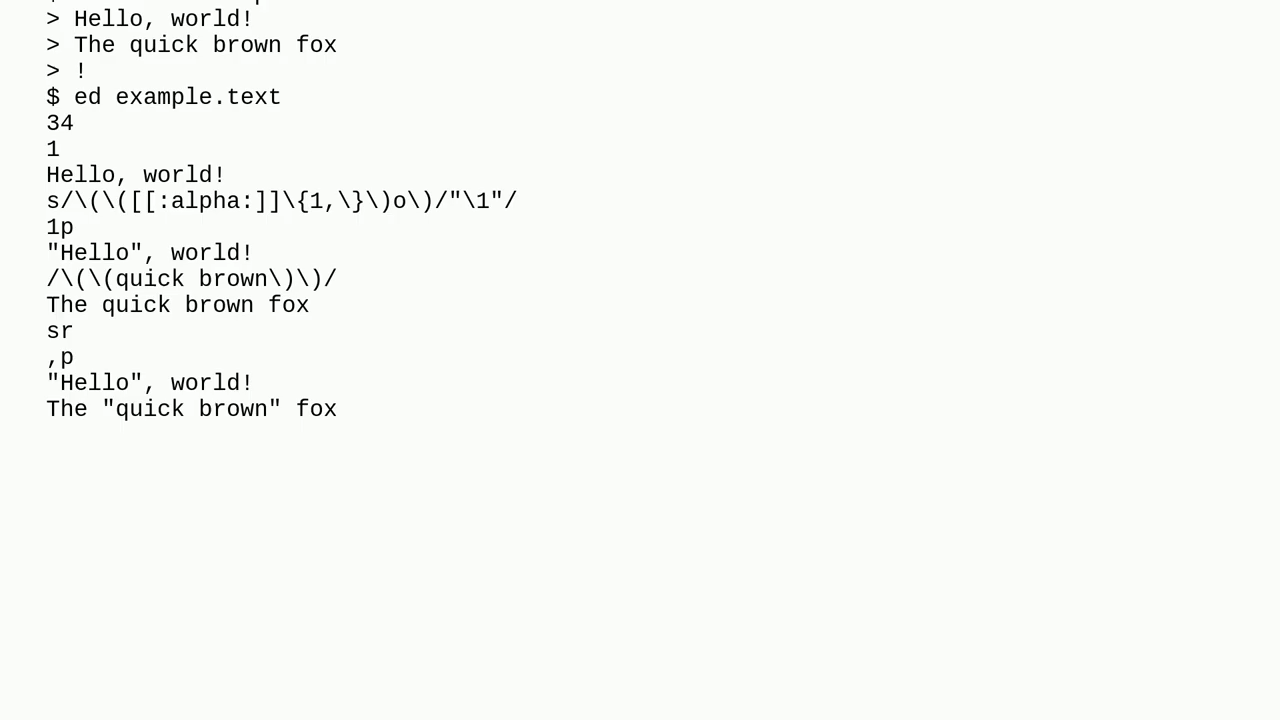 > Hello, world!
> The quick brown fox
> !
$ ed example.text
34
1
Hello, world!
s/\(\([[:alpha:]]\{1,\}\)o\)/"\1"/
1p
"Hello", world!
/\(\(quick brown\)\)/
The quick brown fox
sr
,p
"Hello", world!
The "quick brown" fox